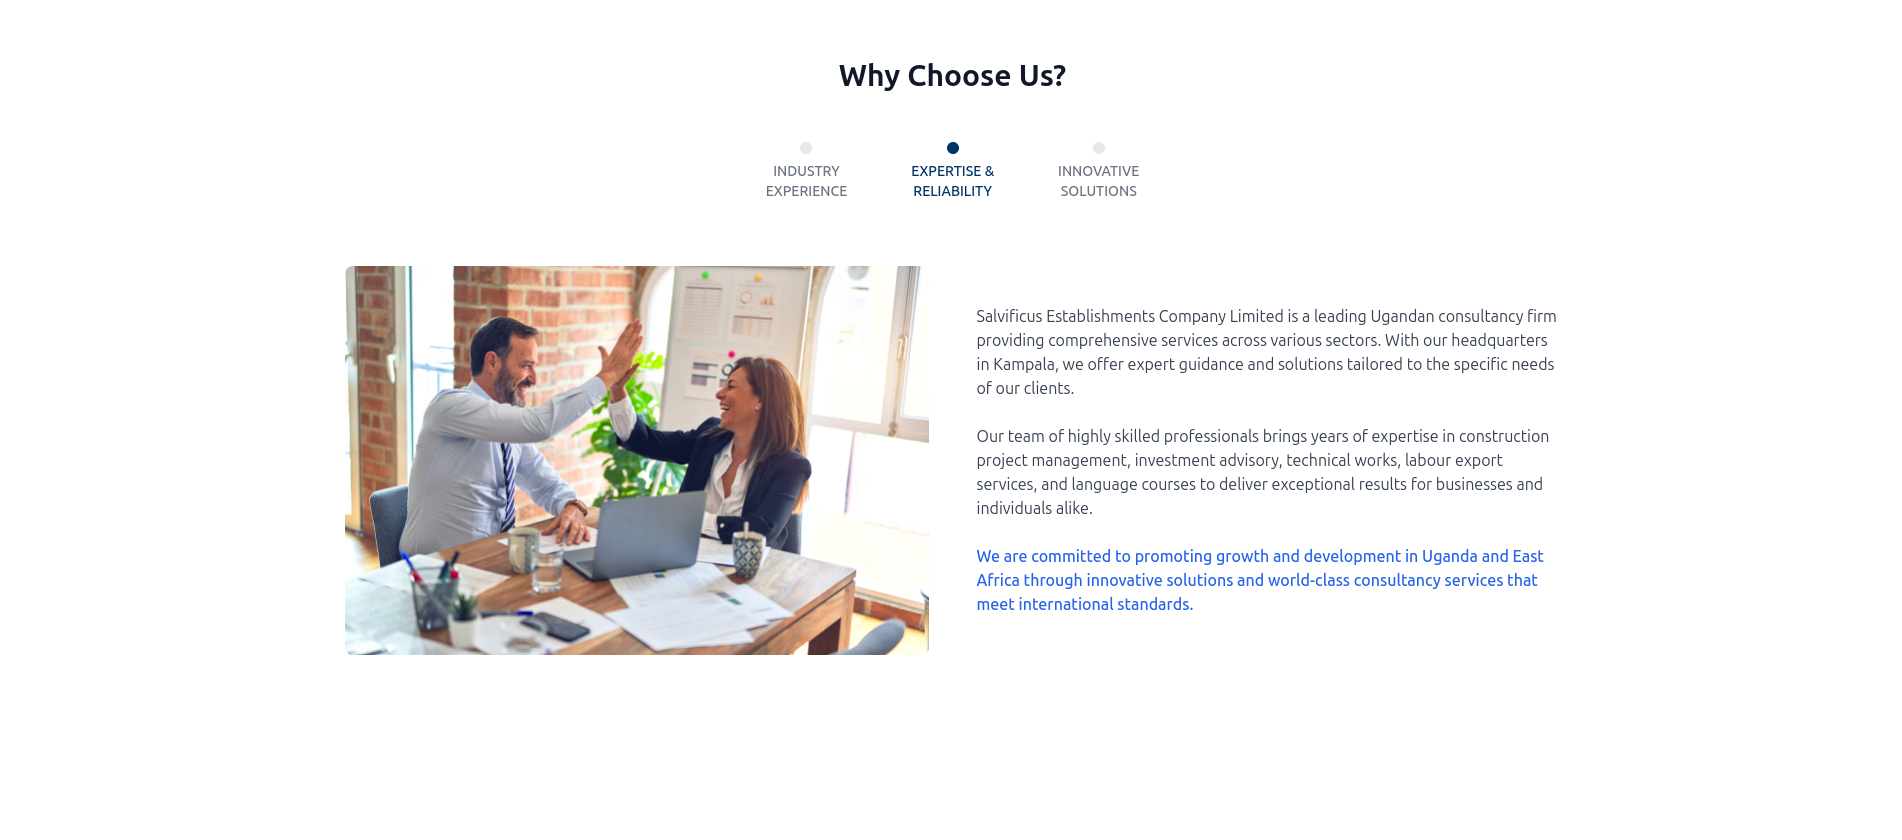 Why Choose Us?
INDUSTRY
EXPERIENCE
EXPERTISE &
RELIABILITY
INNOVATIVE
SOLUTIONS
Salvificus Establishments Company Limited is a leading Ugandan consultancy firm
providing comprehensive services across various sectors. With our headquarters
in Kampala, we offer expert guidance and solutions tailored to the specific needs
of our clients.
Our team of highly skilled professionals brings years of expertise in construction
project management, investment advisory, technical works, labour export
services, and language courses to deliver exceptional results for businesses and
individuals alike.
We are committed to promoting growth and development in Uganda and East
Africa through innovative solutions and world-class consultancy services that
meet international standards.